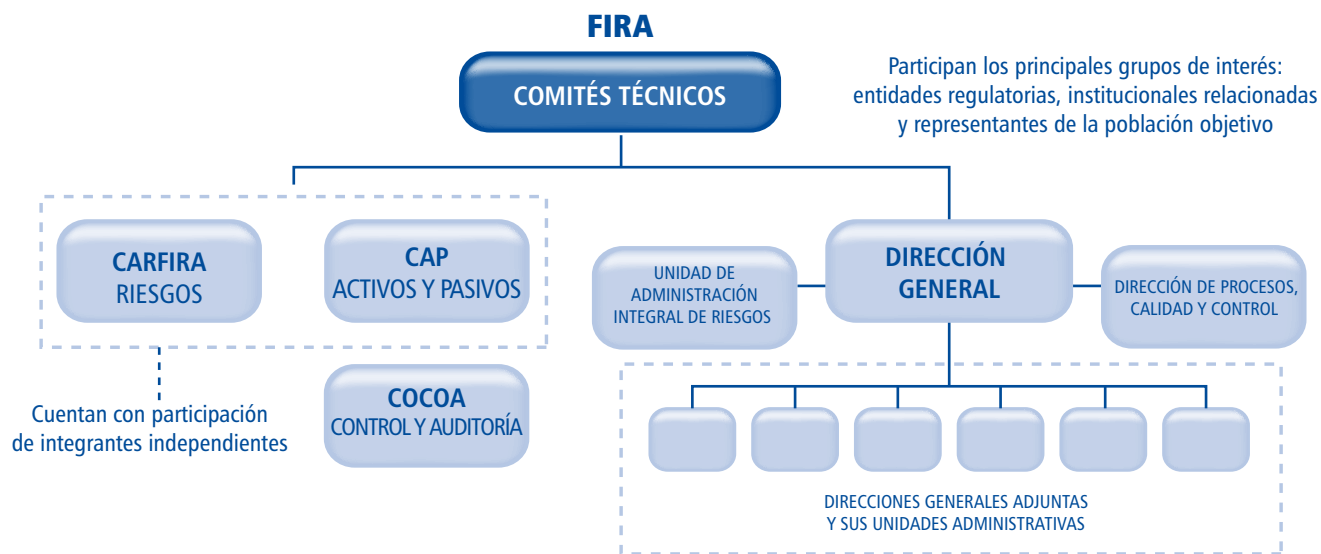 FIRA
COMITÉS TÉCNICOS
Participan los principales grupos de interés:
entidades regulatorias, institucionales relacionadas
y representantes de la población objetivo
CARFIRA
RIESGOS
CAP
ACTIVOS Y PASIVOS
COCOA
CONTROL Y AUDITORÍA
Cuentan con participación
de integrantes independientes
UNIDAD DE
ADMINISTRACIÓN
INTEGRAL DE RIESGOS
DIRECCIÓN
GENERAL
DIRECCIÓN DE PROCESOS,
CALIDAD Y CONTROL
DIRECCIONES GENERALES ADJUNTAS
Y SUS UNIDADES ADMINISTRATIVAS